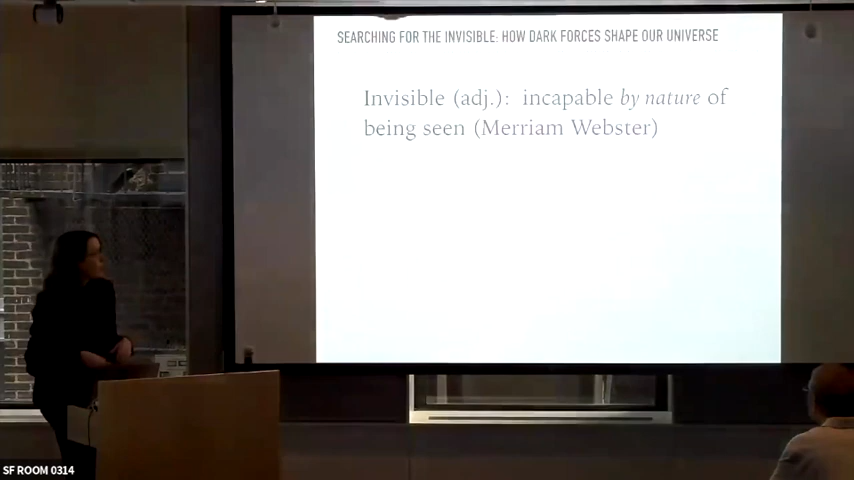 SEARCHING FOR THE INVISIBLE: HOW DARK FORCES SHAPE OUR UNIVERSE
Invisible (adj.): incapable by nature of
being seen (Merriam Webster)
SF ROOM 0314